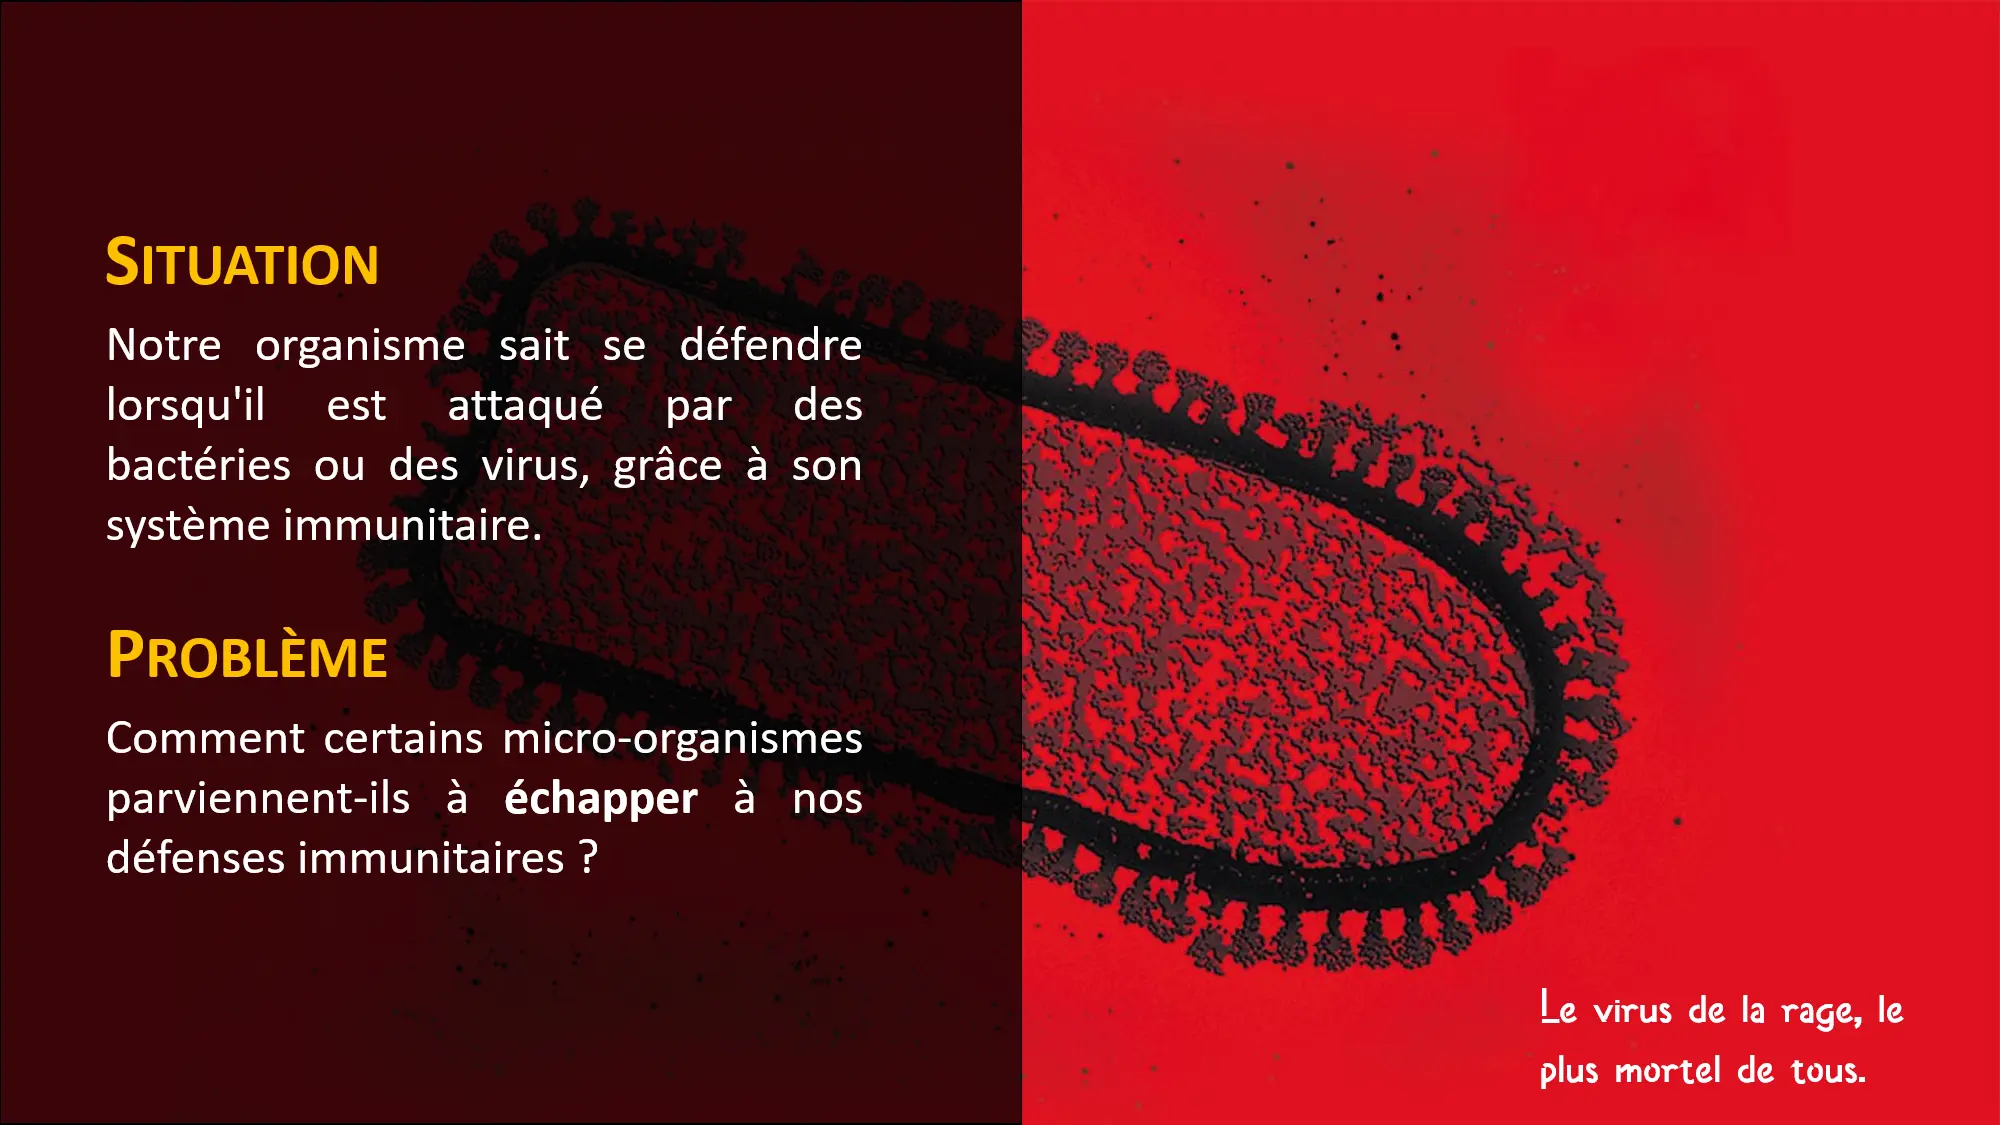 SITUATION
Notre organisme sait se défendre
lorsqu'il est attaqué par des
bactéries ou des virus, grâce à son
système immunitaire.
PROBLÈME
Comment certains micro-organismes
parviennent-ils à échapper à nos
défenses immunitaires ?
Le virus de la rage, le
plus mortel de tous.